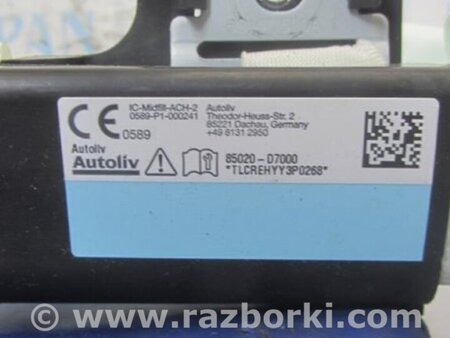 IC-Midfill-ACH-2
0589-P1-000241
Autoliv
Theodor-Heuss-Str. 2
85221 Dachau, Germany
+49 8131 2950
CE
0589
Autoliv
Autoliv
85020-D7000
*TLCREHYY3P0268*
www.razborki.com